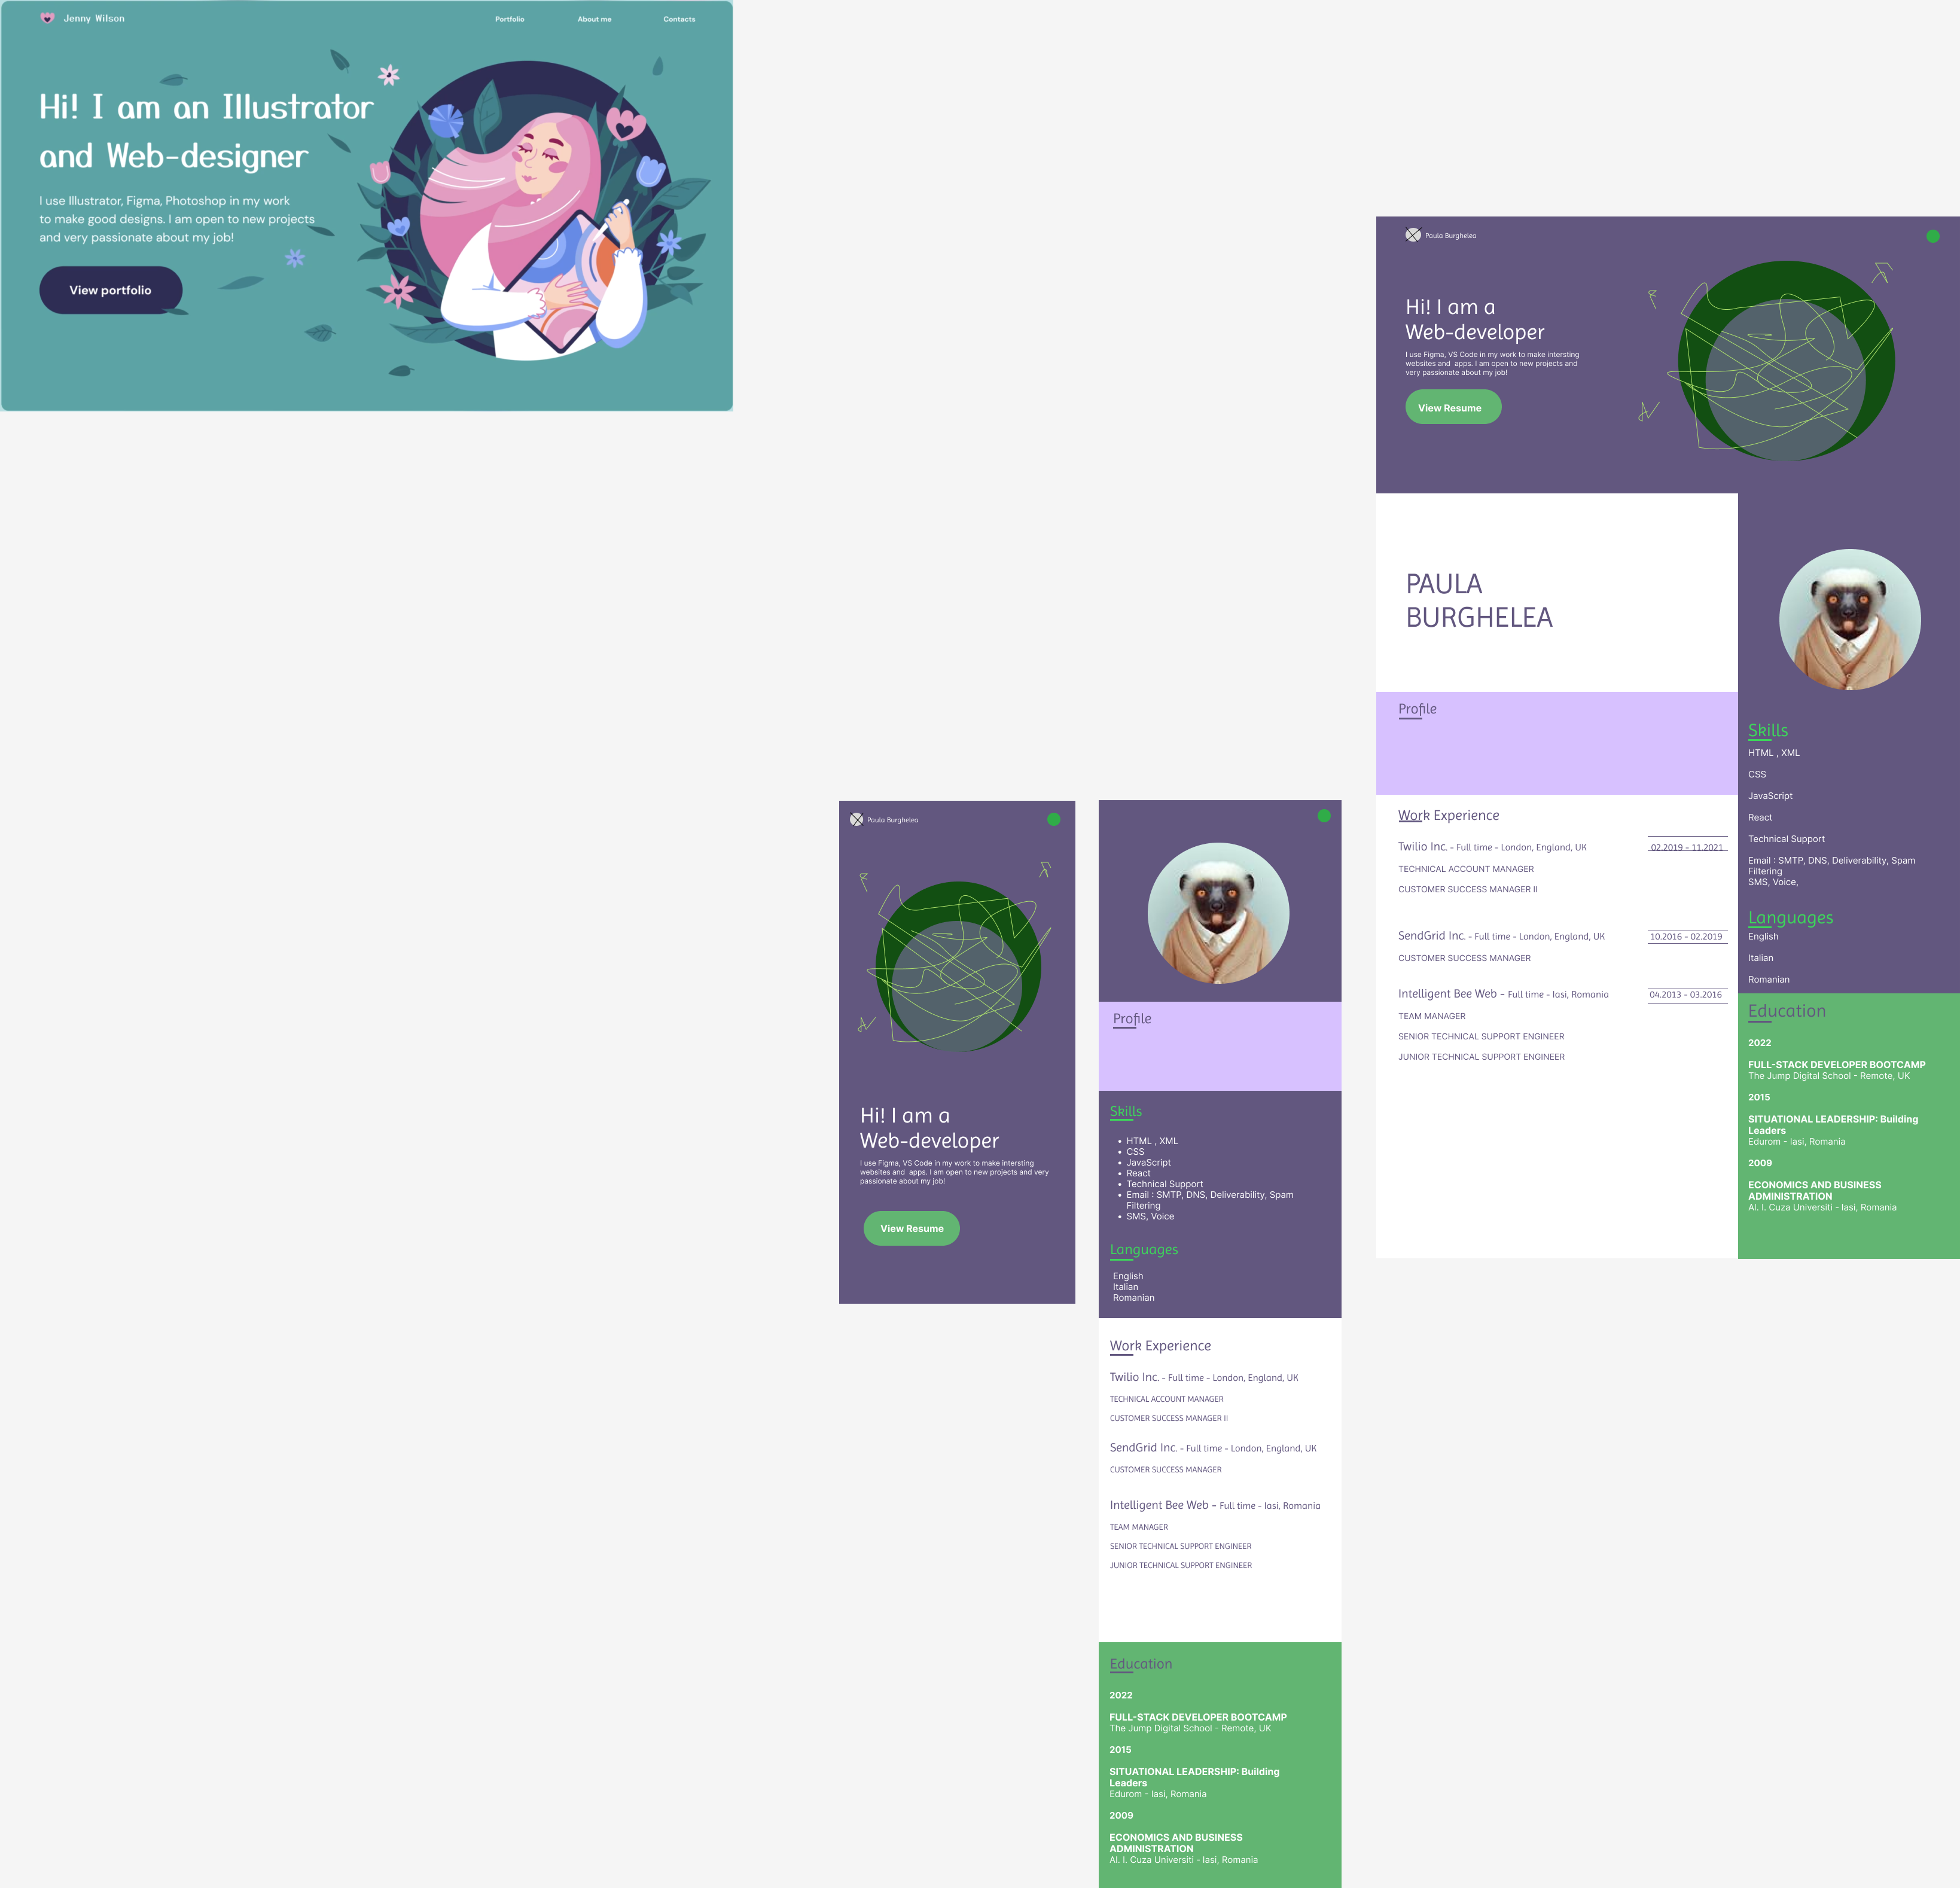 Jenny Wilson
Portfolio
About me
Contacts
Hi! I am an Illustrator
and Web-designer
I use Illustrator, Figma, Photoshop in my work
to make good designs. I am open to new projects
and very passionate about my job!
View portfolio
Paula Burghelea
Hi! I am a
Web-developer
I use Figma, VS Code in my work to make intersting
websites and  apps. I am open to new projects and very
passionate about my job!
View Resume
Profile
Skills
HTML , XML
CSS
JavaScript
React
Technical Support
Email : SMTP, DNS, Deliverability, Spam
Filtering
SMS, Voice
Languages
English
Italian
Romanian
Work Experience
Twilio Inc. - Full time - London, England, UK
TECHNICAL ACCOUNT MANAGER
CUSTOMER SUCCESS MANAGER II
SendGrid Inc. - Full time - London, England, UK
CUSTOMER SUCCESS MANAGER
Intelligent Bee Web - Full time - Iasi, Romania
TEAM MANAGER
SENIOR TECHNICAL SUPPORT ENGINEER
JUNIOR TECHNICAL SUPPORT ENGINEER
Education
2022
FULL-STACK DEVELOPER BOOTCAMP
The Jump Digital School - Remote, UK
2015
SITUATIONAL LEADERSHIP: Building
Leaders
Edurom - Iasi, Romania
2009
ECONOMICS AND BUSINESS
ADMINISTRATION
Al. I. Cuza Universiti - Iasi, Romania
Paula Burghelea
Hi! I am a
Web-developer
I use Figma, VS Code in my work to make intersting
websites and  apps. I am open to new projects and
very passionate about my job!
View Resume
PAULA
BURGHELEA
Profile
Work Experience
Twilio Inc. - Full time - London, England, UK
02.2019 - 11.2021
TECHNICAL ACCOUNT MANAGER
CUSTOMER SUCCESS MANAGER II
SendGrid Inc. - Full time - London, England, UK
10.2016 - 02.2019
CUSTOMER SUCCESS MANAGER
Intelligent Bee Web - Full time - Iasi, Romania
04.2013 - 03.2016
TEAM MANAGER
SENIOR TECHNICAL SUPPORT ENGINEER
JUNIOR TECHNICAL SUPPORT ENGINEER
Skills
HTML , XML
CSS
JavaScript
React
Technical Support
Email : SMTP, DNS, Deliverability, Spam
Filtering
SMS, Voice,
Languages
English
Italian
Romanian
Education
2022
FULL-STACK DEVELOPER BOOTCAMP
The Jump Digital School - Remote, UK
2015
SITUATIONAL LEADERSHIP: Building
Leaders
Edurom - Iasi, Romania
2009
ECONOMICS AND BUSINESS
ADMINISTRATION
Al. I. Cuza Universiti - Iasi, Romania